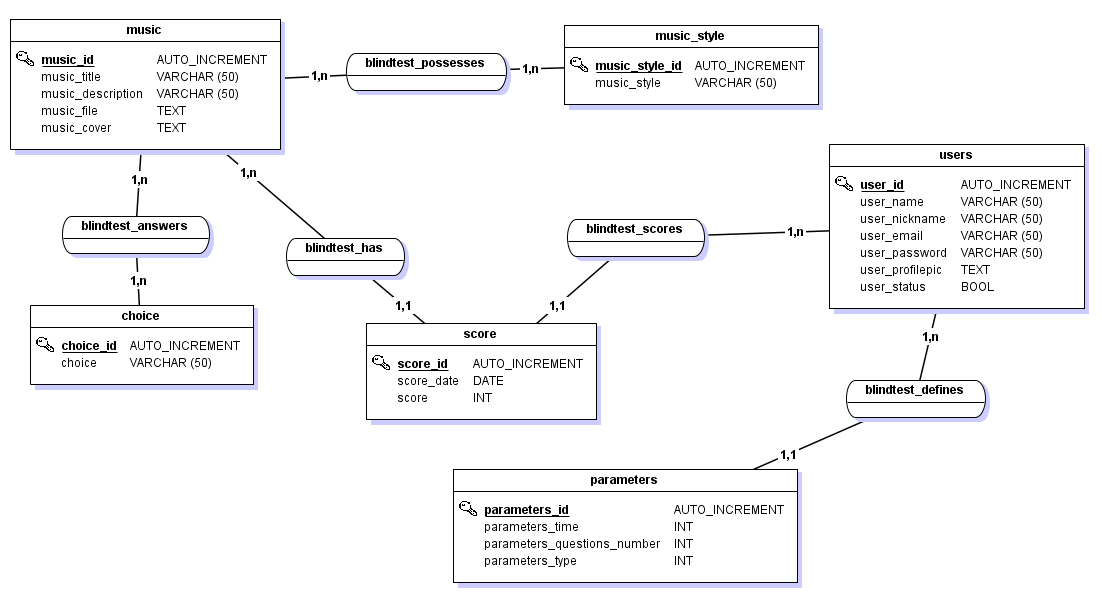 music
music_id AUTO_INCREMENT
music_title VARCHAR (50)
music_description VARCHAR (50)
music_file TEXT
music_cover TEXT
1,n
blindtest_possesses
1,n
music_style
music_style_id AUTO_INCREMENT
music_style VARCHAR (50)
1,n
blindtest_answers
1,n
choice
choice_id AUTO_INCREMENT
choice VARCHAR (50)
1,n
blindtest_has
1,1
score
score_id AUTO_INCREMENT
score_date DATE
score INT
1,1
blindtest_scores
1,n
users
user_id AUTO_INCREMENT
user_name VARCHAR (50)
user_nickname VARCHAR (50)
user_email VARCHAR (50)
user_password VARCHAR (50)
user_profilepic TEXT
user_status BOOL
1,n
blindtest_defines
1,1
parameters
parameters_id AUTO_INCREMENT
parameters_time INT
parameters_questions_number INT
parameters_type INT